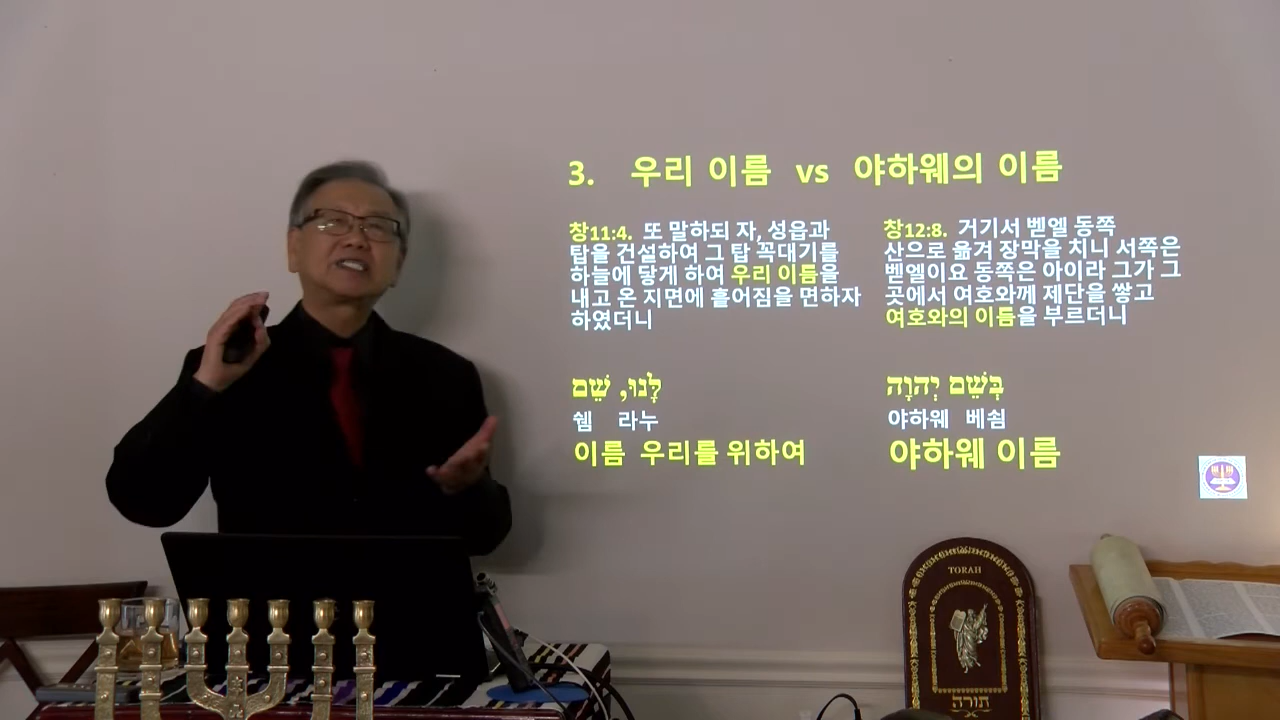 3. 우리 이름 vs 야하웨의 이름
창11:4. 또 말하되 자, 성읍과
탑을 건설하여 그 탑 꼭대기를
하늘에 닿게 하여 우리 이름을
내고 온 지면에 흩어짐을 면하자
하였더니
לָּנוּ, שֵׁם
쉠 라누
이름 우리를 위하여
창12:8. 거기서 벧엘 동쪽
산으로 옮겨 장막을 치니 서쪽은
벧엘이요 동쪽은 아이라 그가 그
곳에서 여호와께 제단을 쌓고
여호와의 이름을 부르더니
בְּשֵׁם יְהוָה
야하웨 베쉼
야하웨 이름
TORAH
תורה